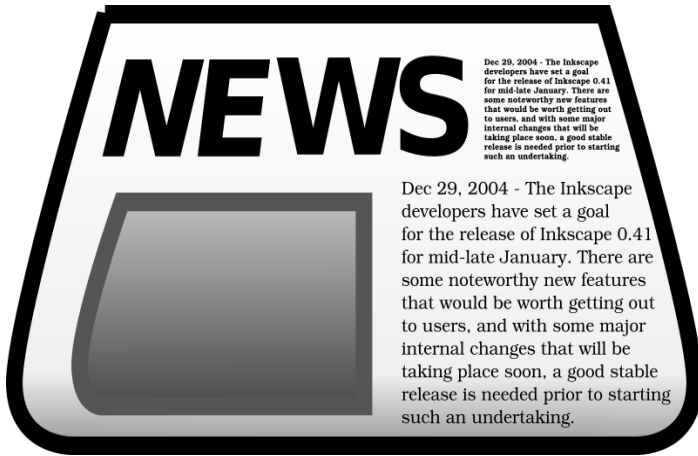 NEWS
Dec 29, 2004 - The Inkscape
developers have set a goal
for the release of Inkscape 0.41
for mid-late January. There are
some noteworthy new features
that would be worth getting out
to users, and with some major
internal changes that will be
taking place soon, a good stable
release is needed prior to starting
such an undertaking.
Dec 29, 2004 - The Inkscape
developers have set a goal
for the release of Inkscape 0.41
for mid-late January. There are
some noteworthy new features
that would be worth getting out
to users, and with some major
internal changes that will be
taking place soon, a good stable
release is needed prior to starting
such an undertaking.